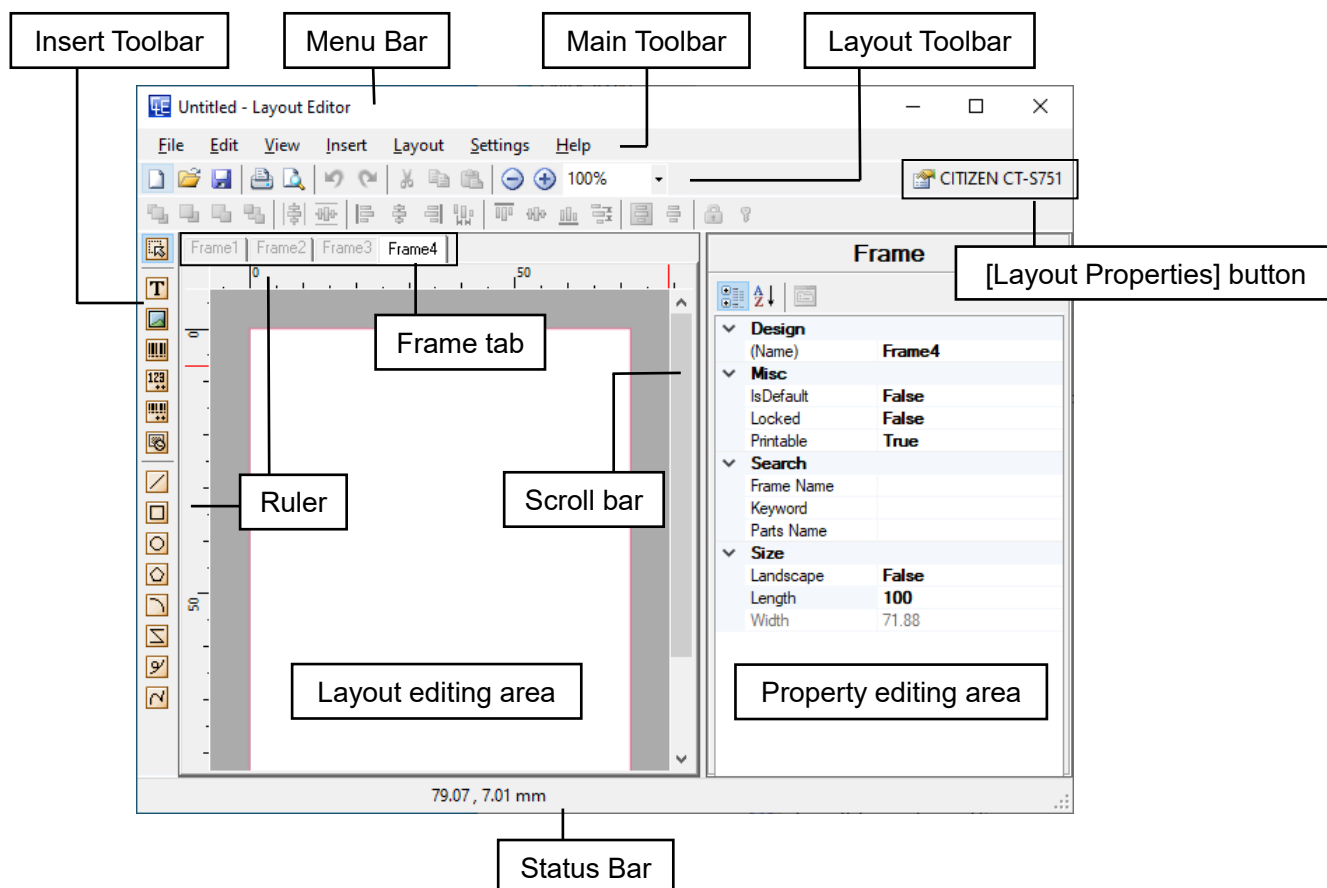 Insert Toolbar
Menu Bar
Main Toolbar
Layout Toolbar
Untitled - Layout Editor
File Edit View Insert Layout Settings Help
100%
CITIZEN CT-S751
Frame1 Frame2 Frame3 Frame4
Frame
[Layout Properties] button
0 50
0
50
Frame tab
Ruler
Scroll bar
Design
(Name) Frame4
Misc
IsDefault False
Locked False
Printable True
Search
Frame Name
Keyword
Parts Name
Size
Landscape False
Length 100
Width 71.88
Layout editing area
Property editing area
79.07 , 7.01 mm
Status Bar